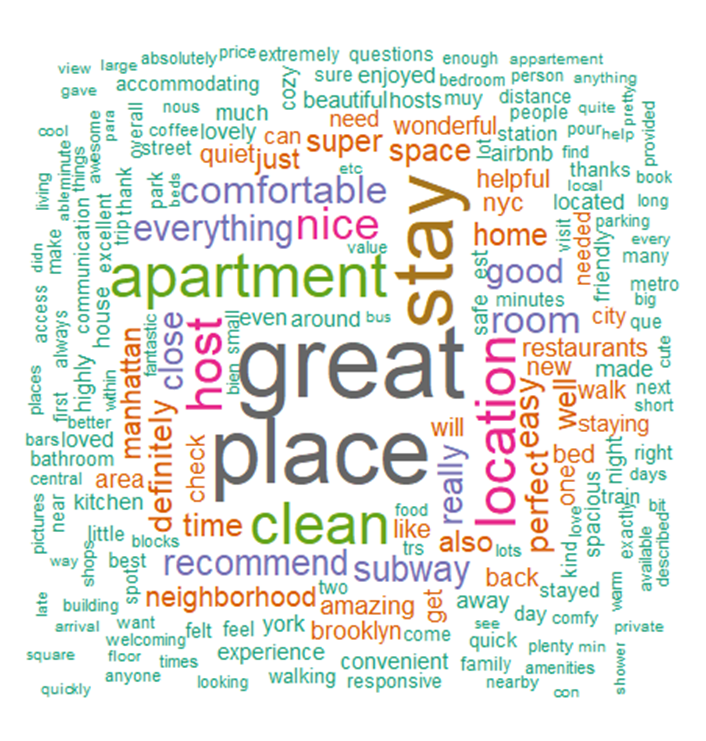 view large absolutely price extremely questions enough appartement
gave accommodating cozy sure enjoyed bedroom person anything
cool para nous much beautiful hosts muy distance quite pretty
able minute things awesome overall coffee lovely can need super wonderful people pour help provided
living street quiet just space lot station airbnb find
trip thank park beds etc helpful thanks book
communication excellent comfortable stay nyc located local long
didn make house everything nice value home visit needed parking every
access apartment est good friendly many
always fantastic close host even around bus safe minutes metro
places first highly within manhattan bien small great room city que big
better location restaurants cute
bars loved definitely check place will new made
bathroom area really easy well walk next
central perfect bed staying short
pictures near kitchen time clean food like one night right
little blocks trs also spacious train days
way shops best recommend lots subway kind love exactly bit
spot neighborhood two amazing get back stayed available described
late building want york brooklyn come away day comfy warm
arrival welcoming felt feel see quick plenty min private
square floor times experience convenient family amenities
quickly anyone looking walking responsive nearby con shower